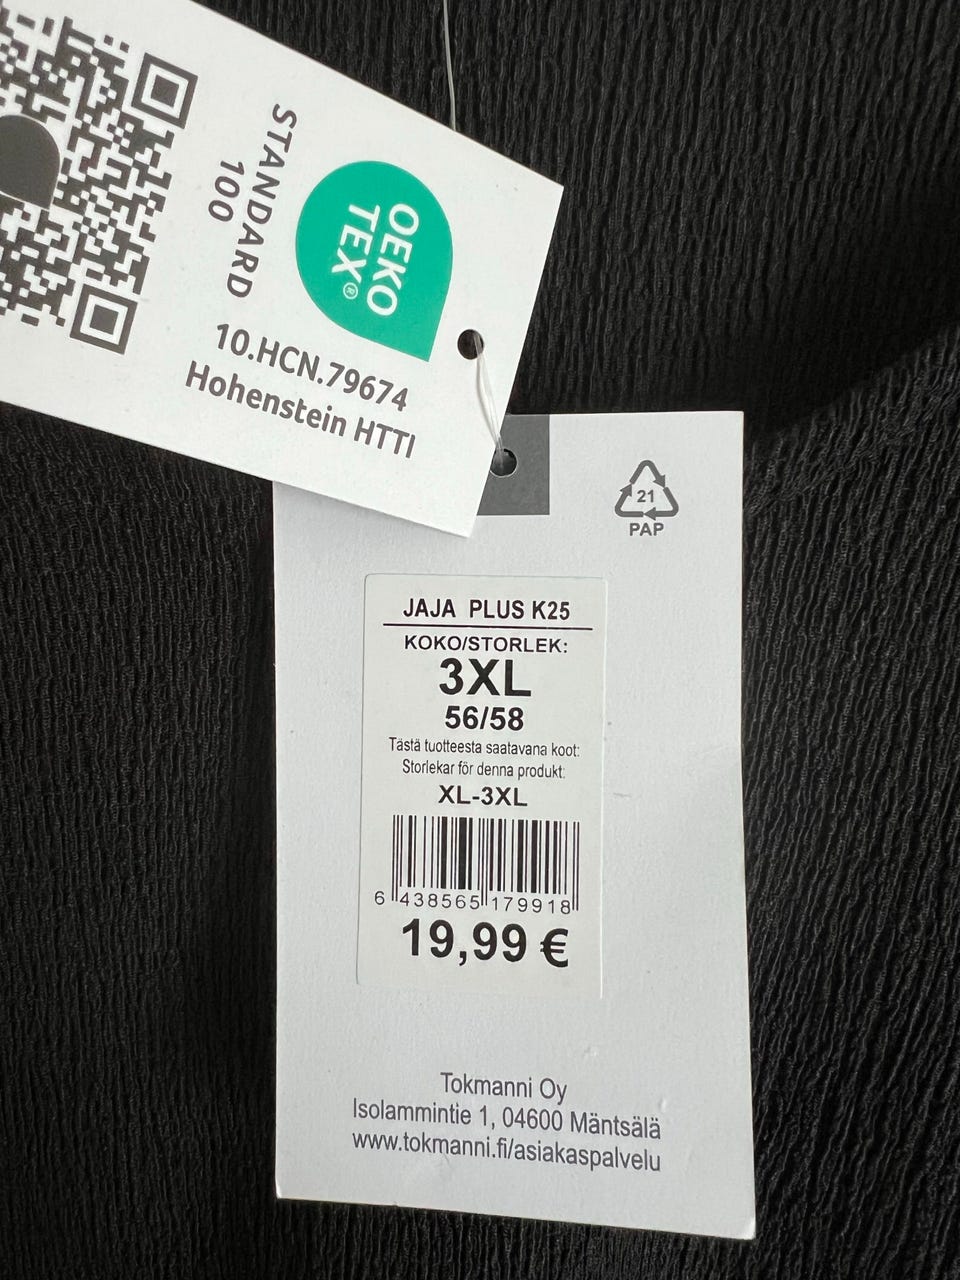 OEKO
TEX®
STANDARD
100
10.HCN.79674
Hohenstein HTTI
21
PAP
JAJA PLUS K25
KOKO/STORLEK:
3XL
56/58
Tästä tuotteesta saatavana koot:
Storlekar för denna produkt:
XL-3XL
6 438565 179918
19,99 €
Tokmanni Oy
Isolammintie 1, 04600 Mäntsälä
www.tokmanni.fi/asiakaspalvelu